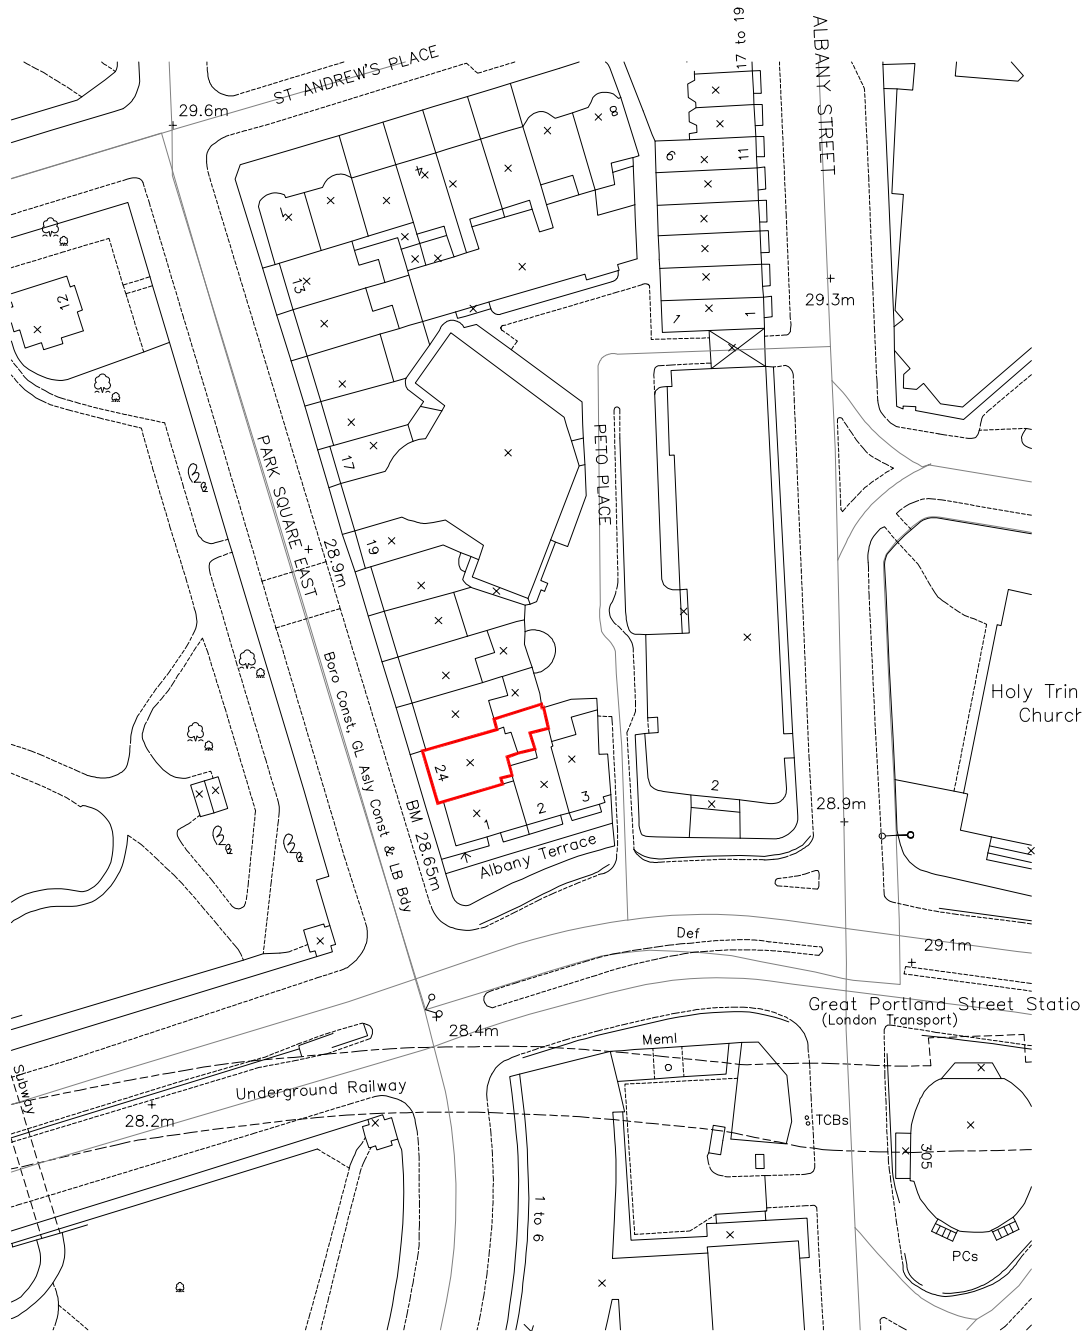 17 to 19
ALBANY STREET
ST ANDREW'S PLACE
29.6m
8
4
6
11
1
12
13
29.3m
7
1
PARK SQUARE EAST
17
PETO PLACE
19
28.9m
Boro Const, GL Asly Const & LB Bdy
Holy Trin
Church
24
2
3
2
1
28.9m
BM 28.65m
Albany Terrace
Def
29.1m
Great Portland Street Statio
(London Transport)
28.4m
Meml
Subway
Underground Railway
28.2m
TCBs
305
1 to 6
PCs